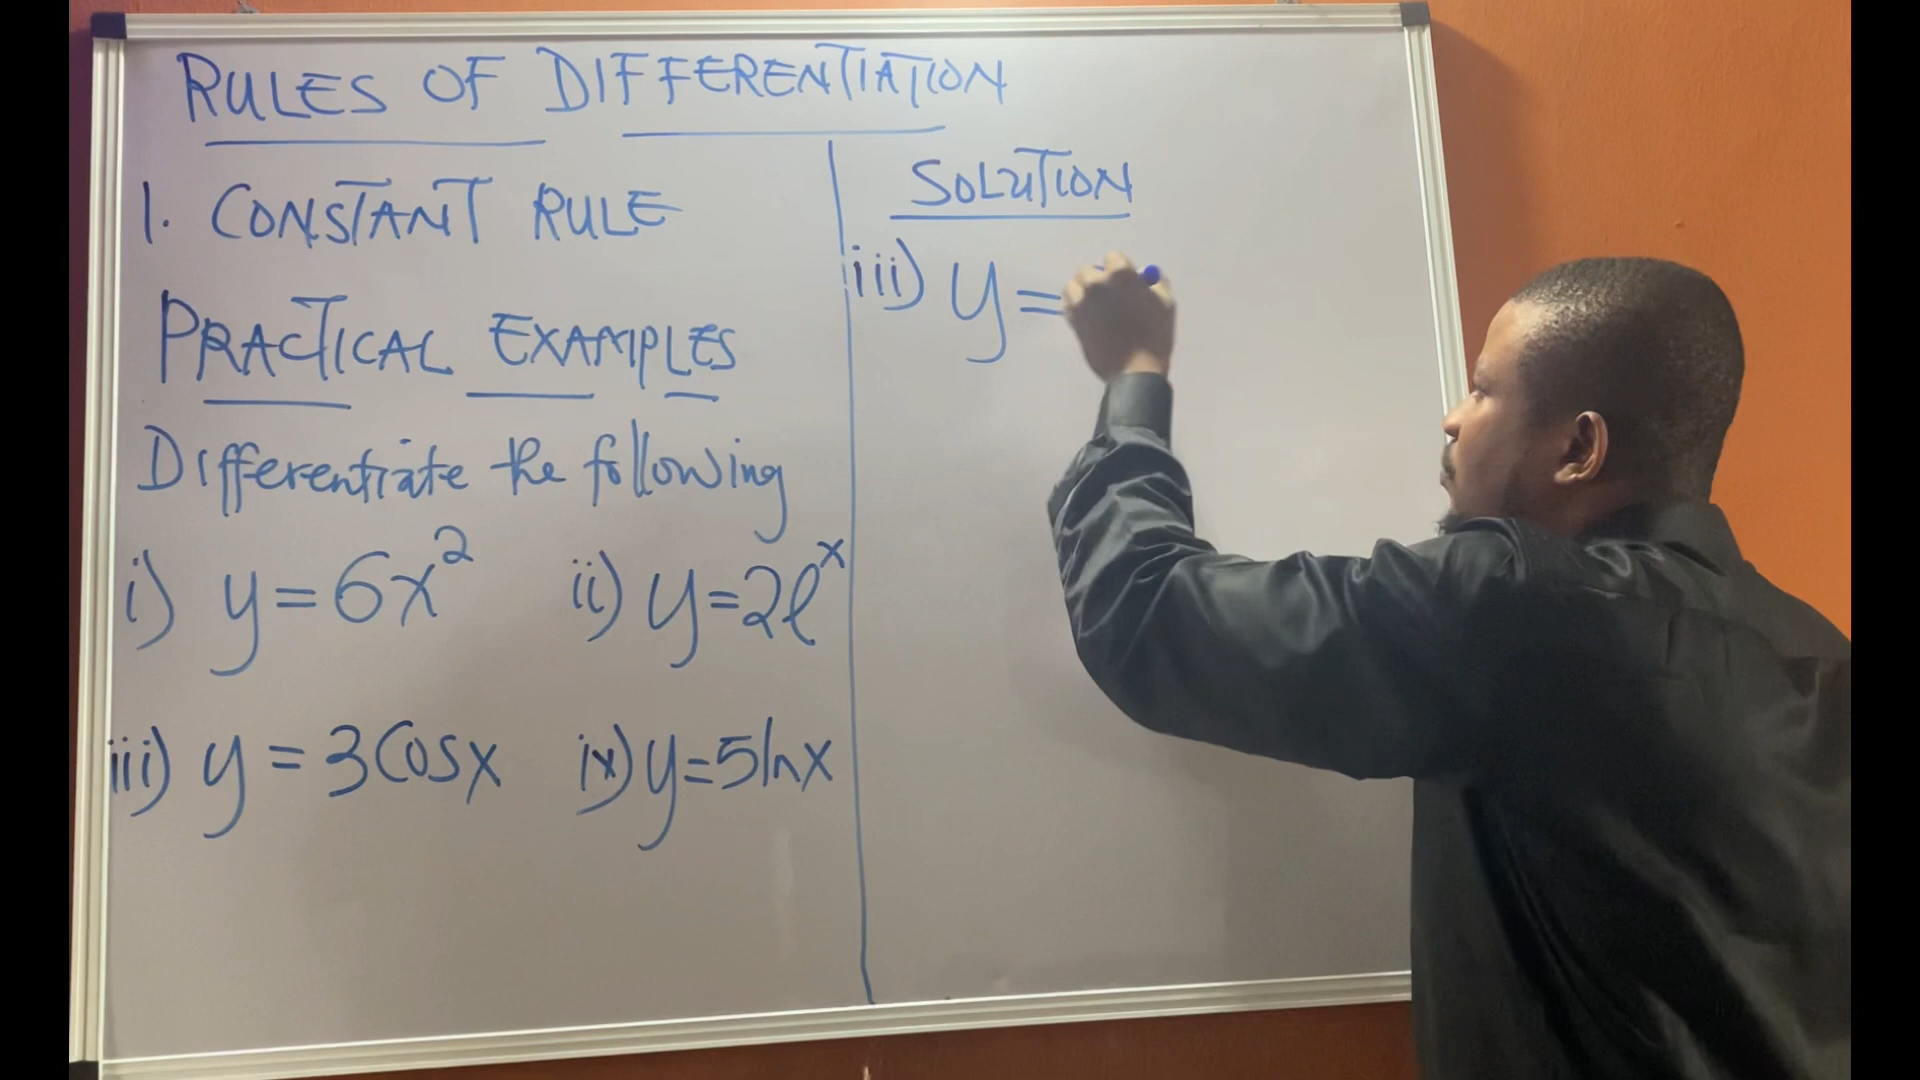 RULES OF DIFFERENTIATION
1. CONSTANT RULE
PRACTICAL EXAMPLES
Differentiate the following
i) y=6x² ii) y=2e^x
iii) y = 3Cosx ix) y=5lnx
SOLUTION
iii) y=